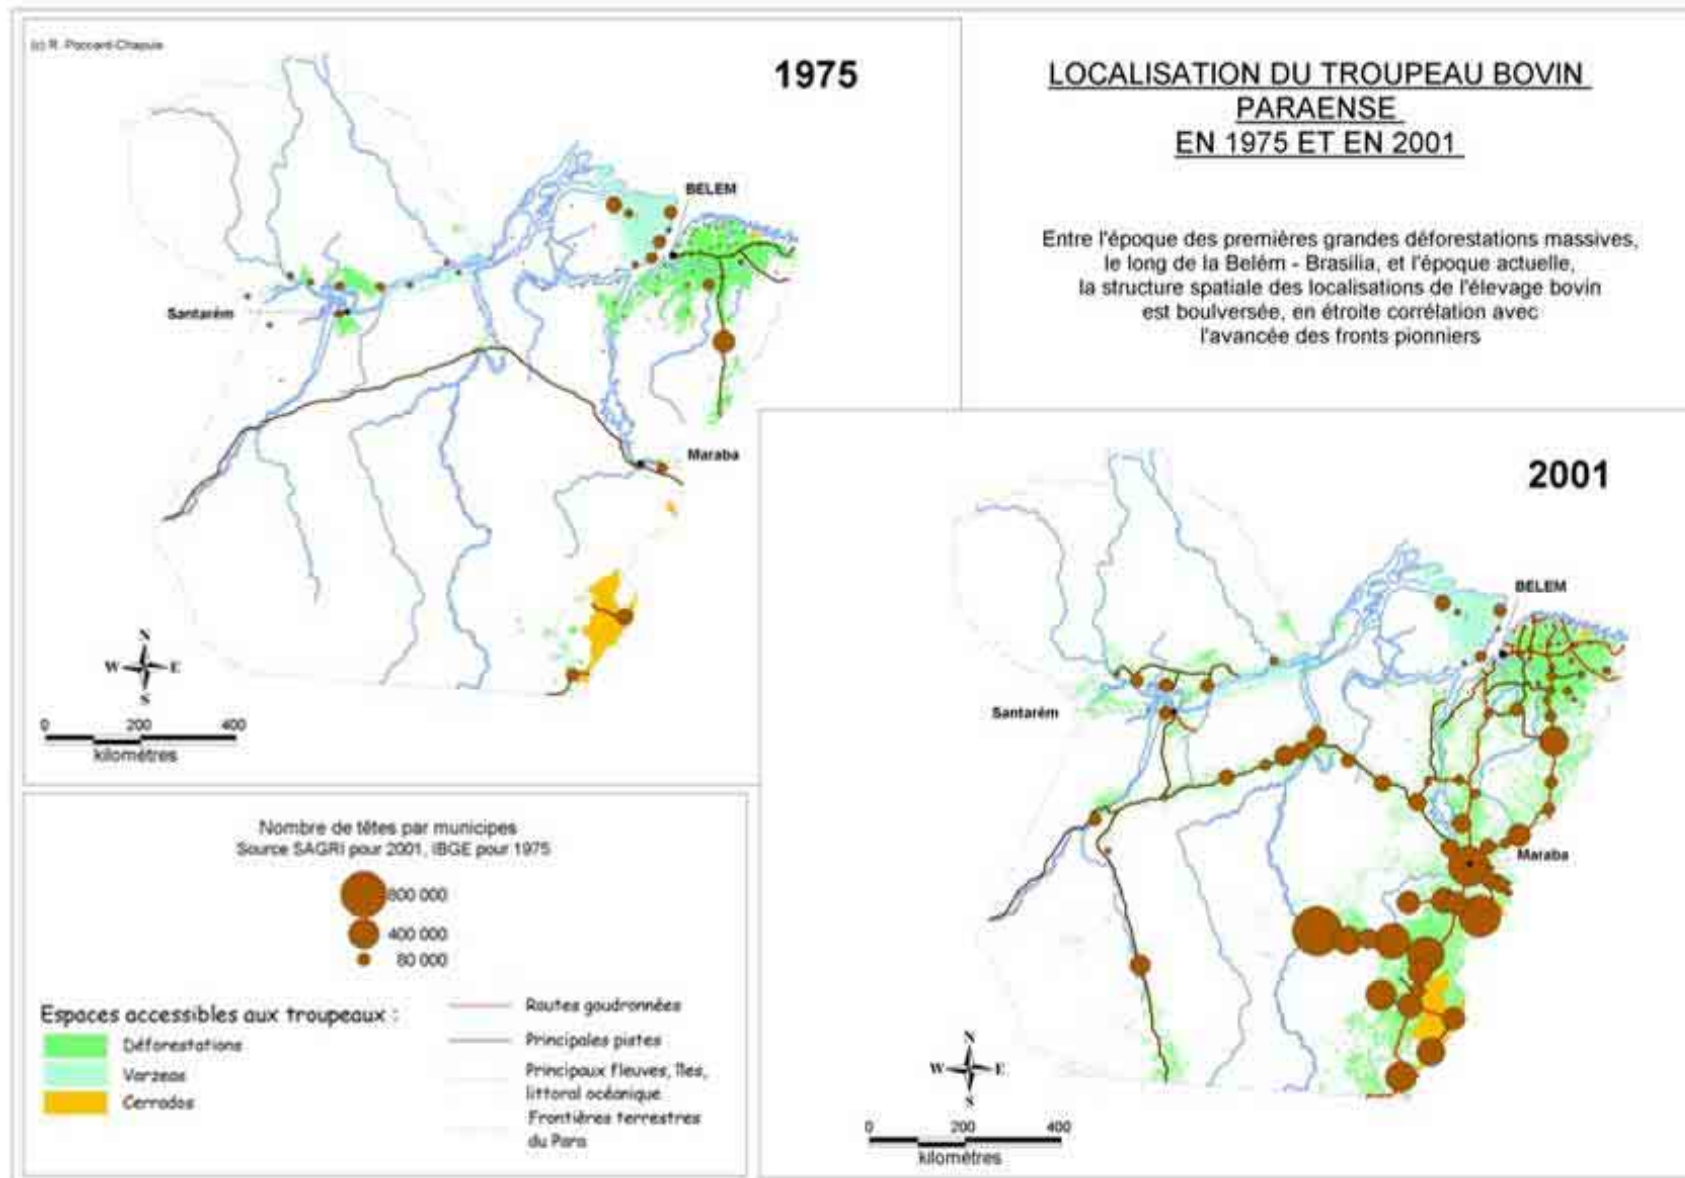 (c) R. Poccard-Chapuis
1975
LOCALISATION DU TROUPEAU BOVIN
PARAENSE
EN 1975 ET EN 2001
Entre l'époque des premières grandes déforestations massives,
le long de la Belém - Brasilia, et l'époque actuelle,
la structure spatiale des localisations de l'élevage bovin
est boulversée, en étroite corrélation avec
l'avancée des fronts pionniers
BELEM
Santarém
Maraba
N
W E
S
0 200 400
kilomètres
2001
BELEM
Santarém
Maraba
N
W E
S
0 200 400
kilomètres
Nombre de têtes par municipes
Source SAGRI pour 2001, IBGE pour 1975
800 000
400 000
80 000
Espaces accessibles aux troupeaux :
Déforestations
Varzeas
Cerrados
Routes goudronnées
Principales pistes
Principaux fleuves, îles,
littoral océanique
Frontières terrestres
du Para